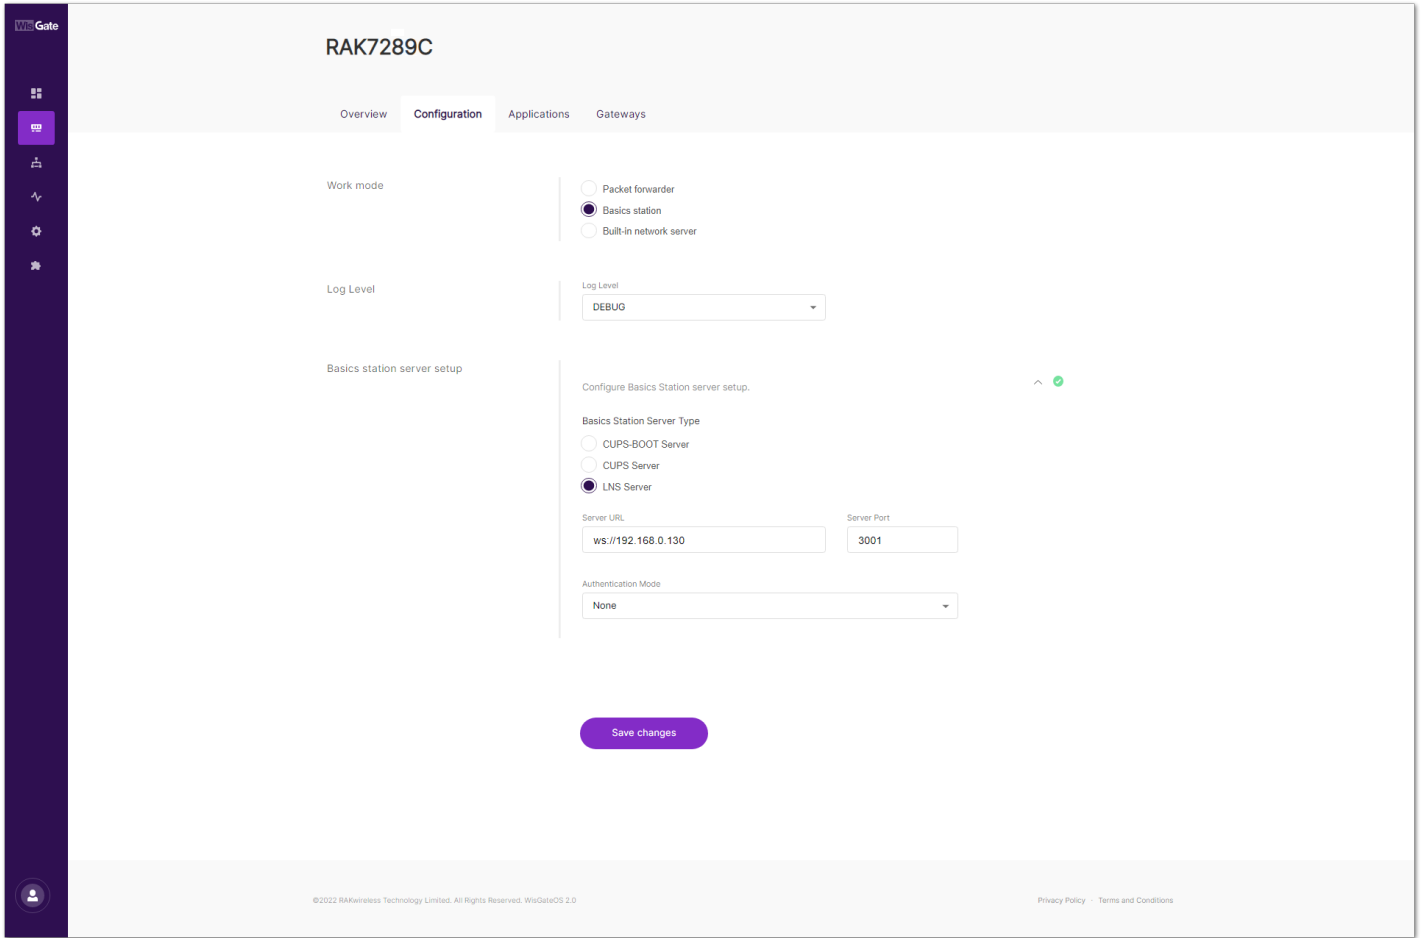 WisGate
RAK7289C
Overview Configuration Applications Gateways
Work mode
Packet forwarder
Basics station
Built-in network server
Log Level
Log Level
DEBUG
Basics station server setup
Configure Basics Station server setup.
Basics Station Server Type
CUPS-BOOT Server
CUPS Server
LNS Server
Server URL Server Port
ws://192.168.0.130 3001
Authentication Mode
None
Save changes
©2022 RAKwireless Technology Limited. All Rights Reserved. WisGateOS 2.0
Privacy Policy · Terms and Conditions